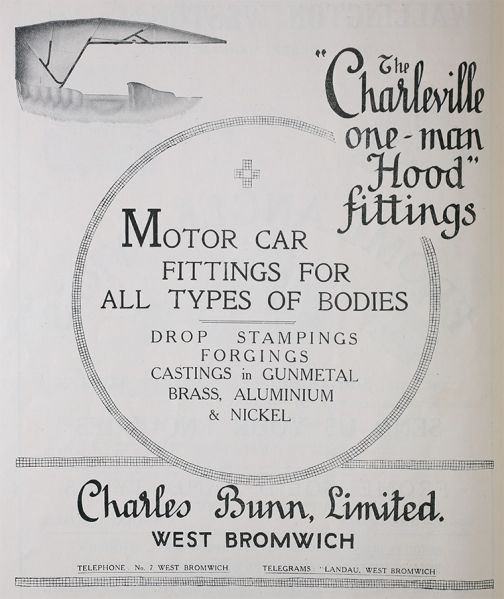 "The
Charleville
one-man
Hood"
fittings
MOTOR CAR
FITTINGS FOR
ALL TYPES OF BODIES
DROP STAMPINGS
FORGINGS
CASTINGS in GUNMETAL
BRASS, ALUMINIUM
& NICKEL
Charles Bunn, Limited.
WEST BROMWICH
TELEPHONE: No. 7 WEST BROMWICH. TELEGRAMS: "LANDAU, WEST BROMWICH